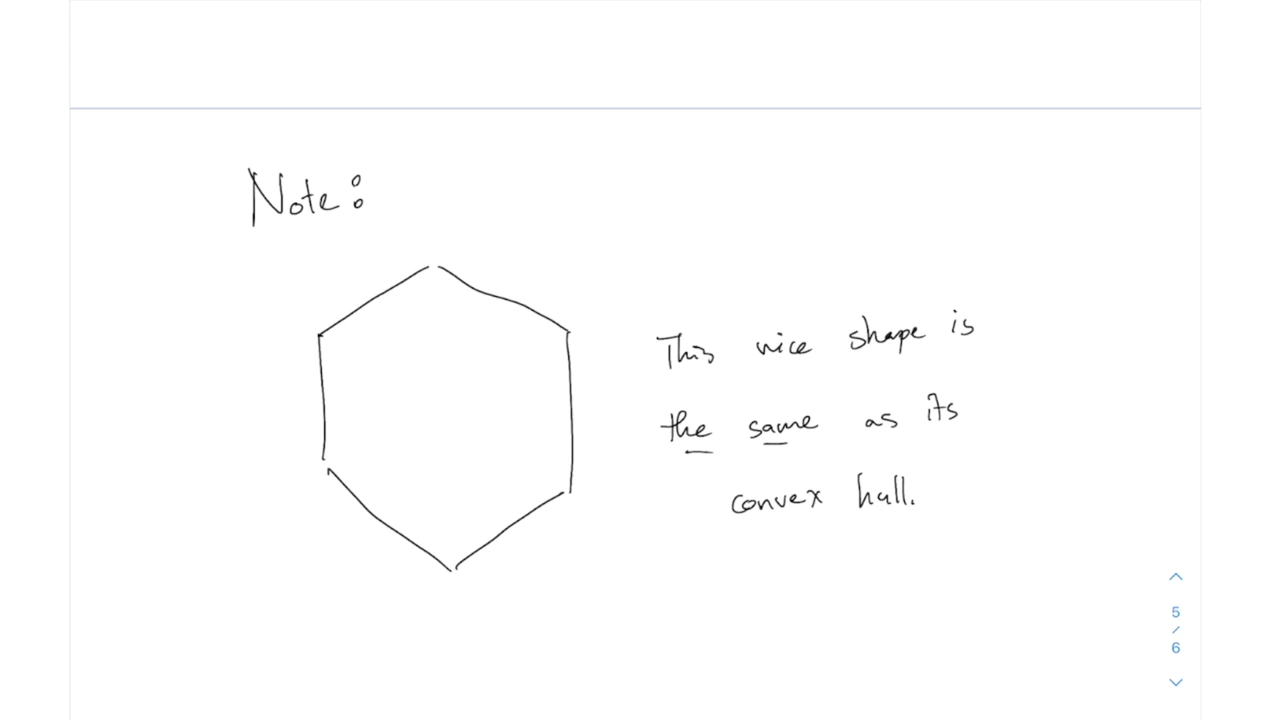 Note:
This nice shape is
the same as its
convex hull.
5
/
6